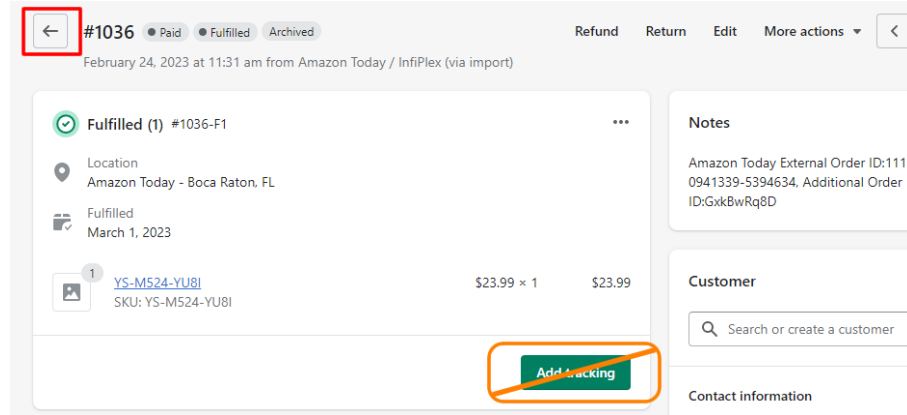 #1036 Paid Fulfilled Archived
Refund Return Edit More actions
February 24, 2023 at 11:31 am from Amazon Today / InfiPlex (via import)
Fulfilled (1) #1036-F1
Location
Amazon Today - Boca Raton, FL
Fulfilled
March 1, 2023
1
YS-M524-YU8I $23.99 × 1 $23.99
SKU: YS-M524-YU8I
Add tracking
Notes
Amazon Today External Order ID:111
0941339-5394634, Additional Order
ID:GxkBwRq8D
Customer
Search or create a customer
Contact information